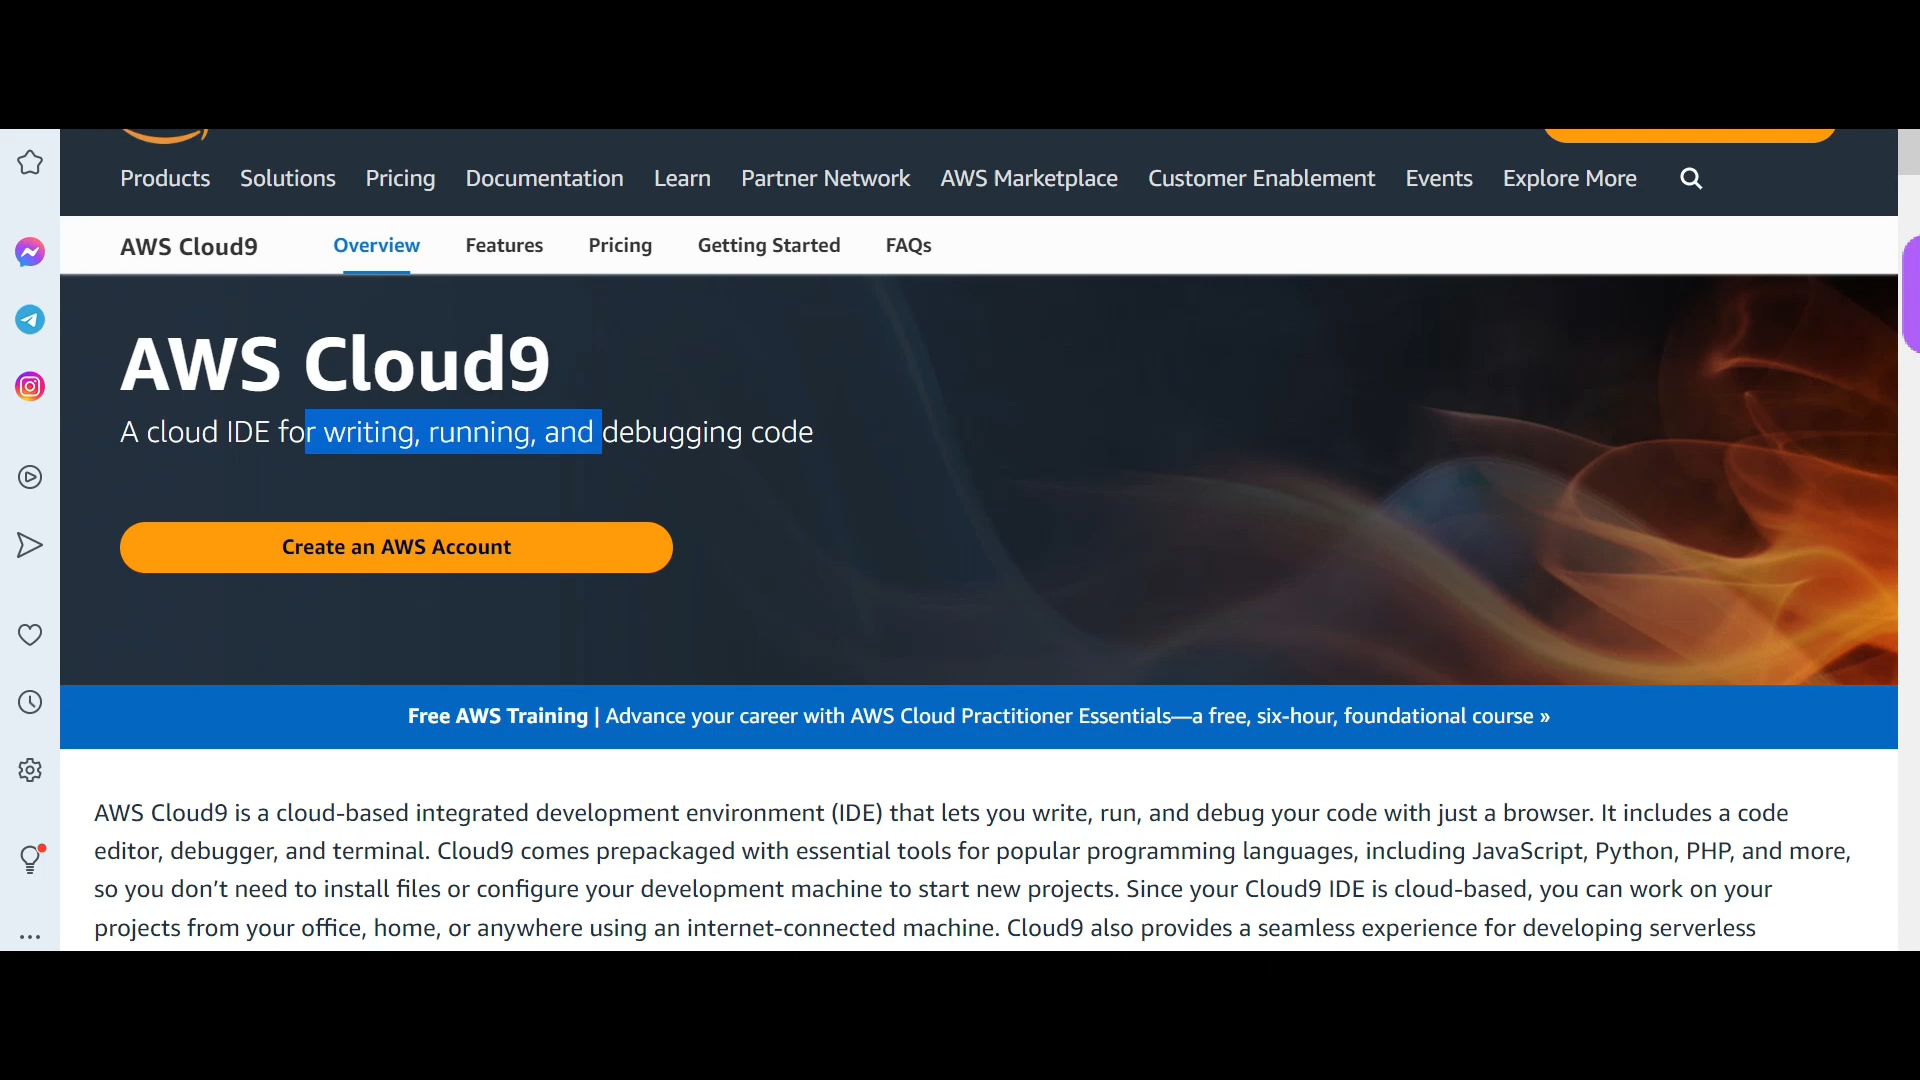 Products Solutions Pricing Documentation Learn Partner Network AWS Marketplace Customer Enablement Events Explore More
AWS Cloud9 Overview Features Pricing Getting Started FAQs
AWS Cloud9
A cloud IDE for writing, running, and debugging code
Create an AWS Account
Free AWS Training | Advance your career with AWS Cloud Practitioner Essentials—a free, six-hour, foundational course »
AWS Cloud9 is a cloud-based integrated development environment (IDE) that lets you write, run, and debug your code with just a browser. It includes a code
editor, debugger, and terminal. Cloud9 comes prepackaged with essential tools for popular programming languages, including JavaScript, Python, PHP, and more,
so you don’t need to install files or configure your development machine to start new projects. Since your Cloud9 IDE is cloud-based, you can work on your
projects from your office, home, or anywhere using an internet-connected machine. Cloud9 also provides a seamless experience for developing serverless